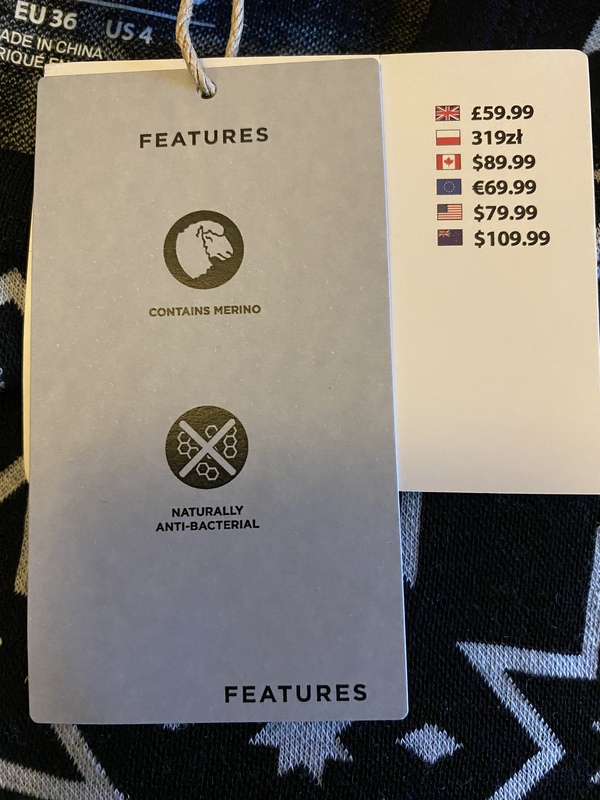 EU 36 US 4
MADE IN CHINA
FEATURES
CONTAINS MERINO
NATURALLY
ANTI-BACTERIAL
FEATURES
£59.99
319zł
$89.99
€69.99
$79.99
$109.99